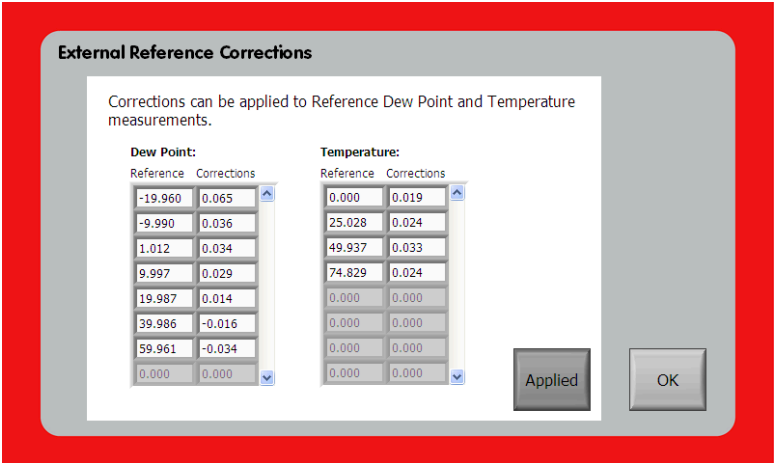 External Reference Corrections
Corrections can be applied to Reference Dew Point and Temperature
measurements.
Dew Point: Temperature:
Reference Corrections Reference Corrections
-19.960 0.065 0.000 0.019
-9.990 0.036 25.028 0.024
1.012 0.034 49.937 0.033
9.997 0.029 74.829 0.024
19.987 0.014 0.000 0.000
39.986 -0.016 0.000 0.000
59.961 -0.034 0.000 0.000
0.000 0.000 0.000 0.000
Applied OK